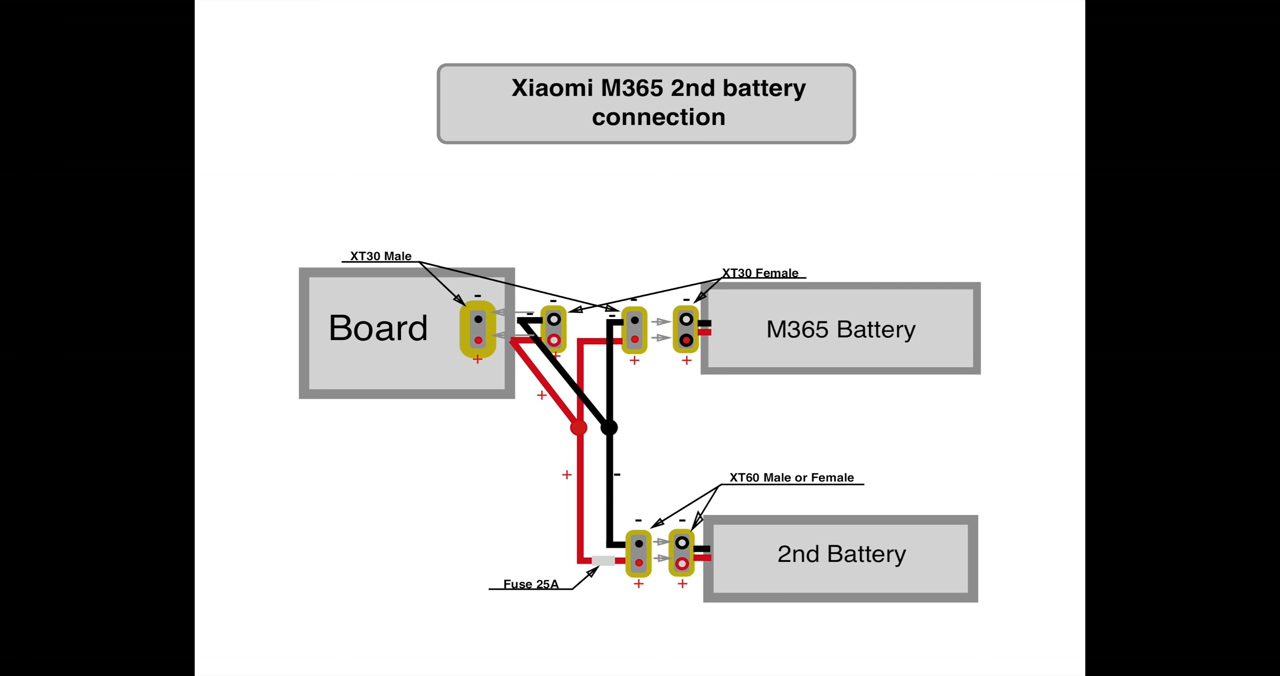 Xiaomi M365 2nd battery
connection
XT30 Male
XT30 Female
-
-
-
-
-
-
Board
M365 Battery
+
+
+
+
+
+
-
XT60 Male or Female
-
-
2nd Battery
Fuse 25A
+
+